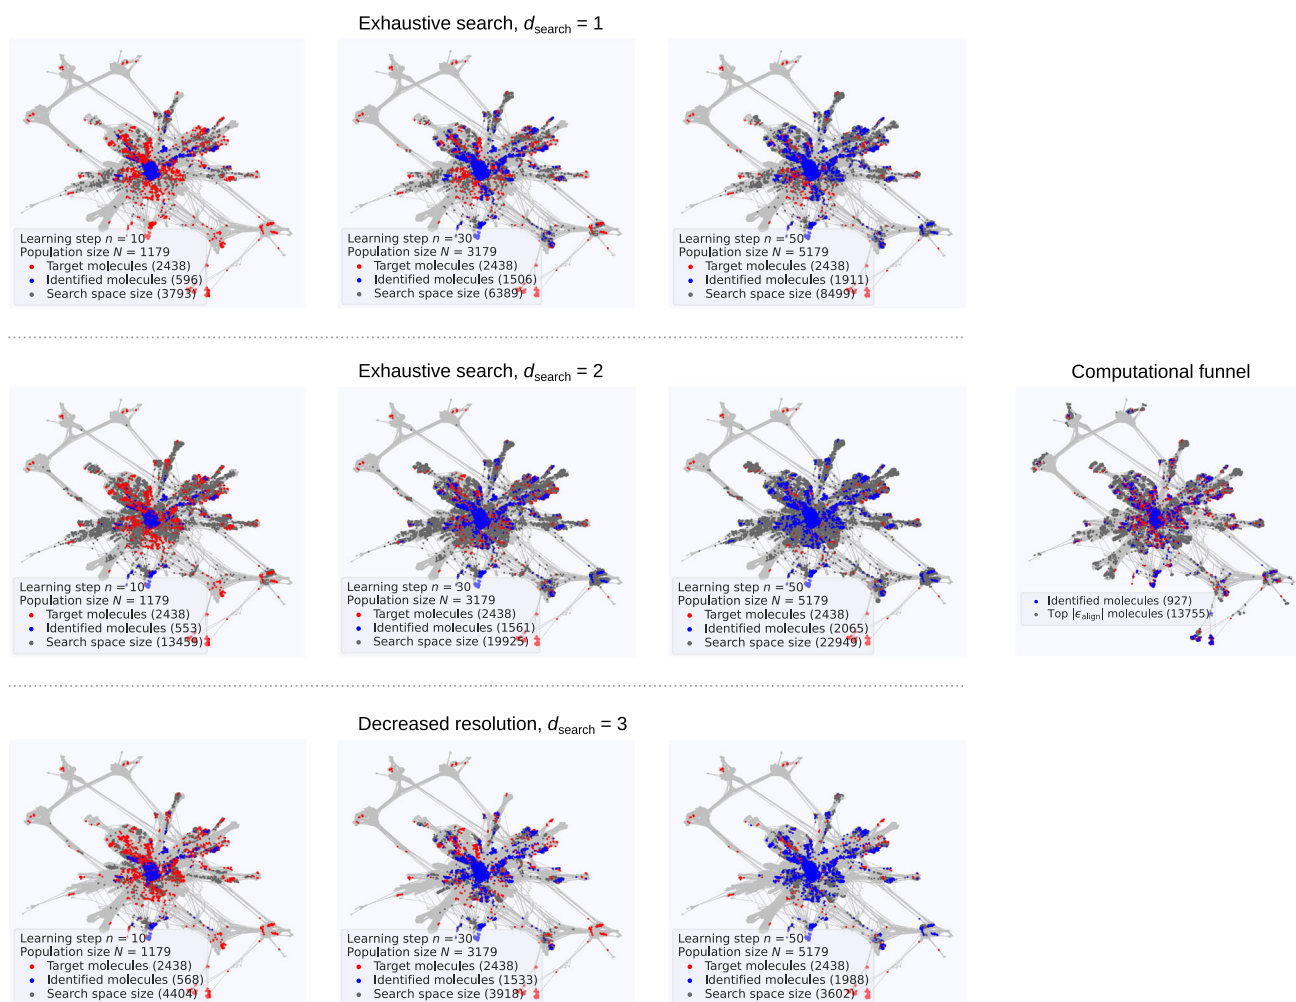 Exhaustive search, d_search = 1
Learning step n = 10
Population size N = 1179
Target molecules (2438)
Identified molecules (596)
Search space size (3793)
Learning step n = 30
Population size N = 3179
Target molecules (2438)
Identified molecules (1506)
Search space size (6389)
Learning step n = 50
Population size N = 5179
Target molecules (2438)
Identified molecules (1911)
Search space size (8499)
Exhaustive search, d_search = 2
Learning step n = 10
Population size N = 1179
Target molecules (2438)
Identified molecules (553)
Search space size (13459)
Learning step n = 30
Population size N = 3179
Target molecules (2438)
Identified molecules (1561)
Search space size (19925)
Learning step n = 50
Population size N = 5179
Target molecules (2438)
Identified molecules (2065)
Search space size (22949)
Computational funnel
Identified molecules (927)
Top |ϵ_align| molecules (13755)
Decreased resolution, d_search = 3
Learning step n = 10
Population size N = 1179
Target molecules (2438)
Identified molecules (568)
Search space size (4404)
Learning step n = 30
Population size N = 3179
Target molecules (2438)
Identified molecules (1533)
Search space size (3918)
Learning step n = 50
Population size N = 5179
Target molecules (2438)
Identified molecules (1988)
Search space size (3602)